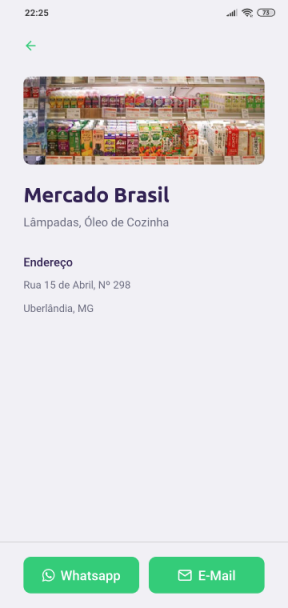 22:25
73
Mercado Brasil
Lâmpadas, Óleo de Cozinha
Endereço
Rua 15 de Abril, Nº 298
Uberlândia, MG
Whatsapp
E-Mail